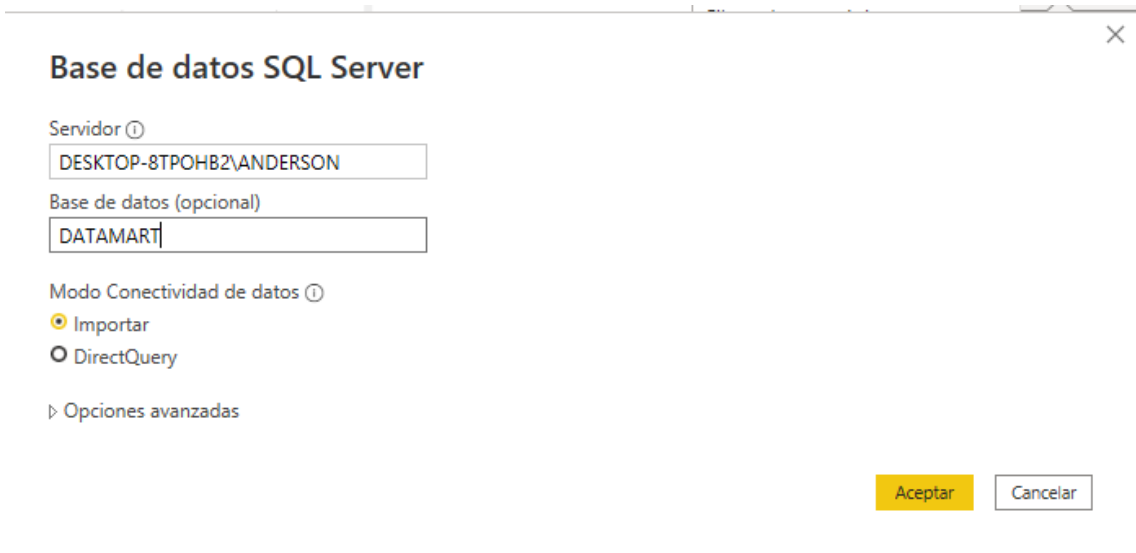 Base de datos SQL Server
Servidor
DESKTOP-8TPOHB2\ANDERSON
Base de datos (opcional)
DATAMART
Modo Conectividad de datos
Importar
DirectQuery
Opciones avanzadas
Aceptar
Cancelar